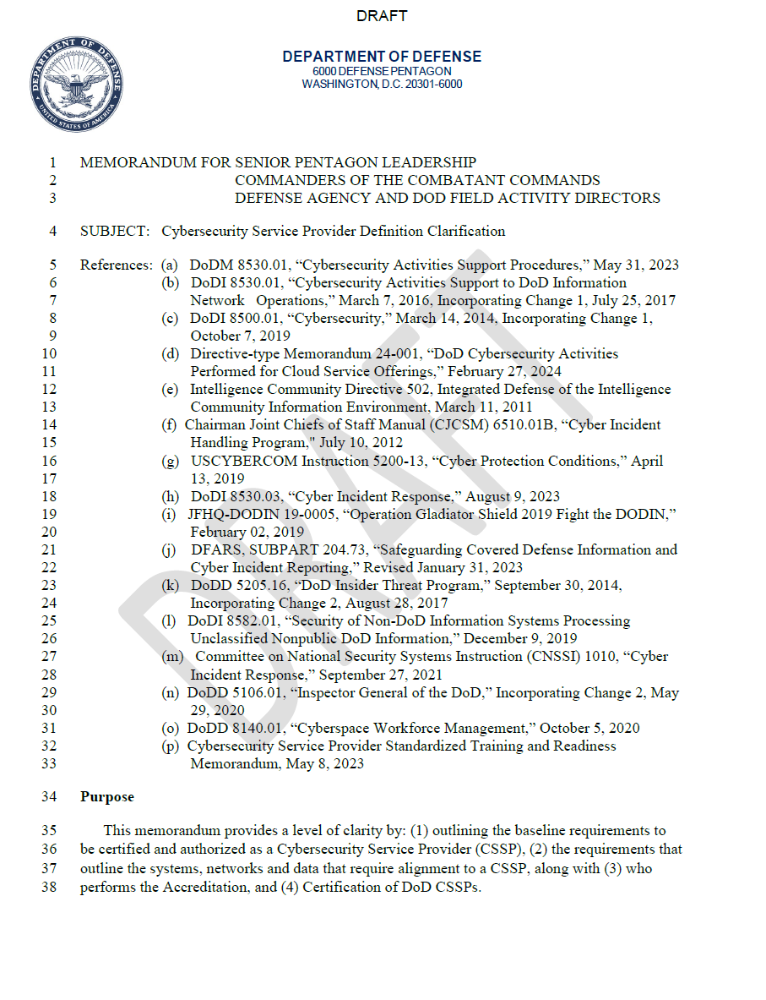 DRAFT
DEPARTMENT OF DEFENSE
UNITED STATES OF AMERICA
DEPARTMENT OF DEFENSE
6000 DEFENSE PENTAGON
WASHINGTON, D.C. 20301-6000
1 MEMORANDUM FOR SENIOR PENTAGON LEADERSHIP
2 COMMANDERS OF THE COMBATANT COMMANDS
3 DEFENSE AGENCY AND DOD FIELD ACTIVITY DIRECTORS
4 SUBJECT: Cybersecurity Service Provider Definition Clarification
5 References: (a) DoDM 8530.01, “Cybersecurity Activities Support Procedures,” May 31, 2023
6 (b) DoDI 8530.01, “Cybersecurity Activities Support to DoD Information
7 Network Operations,” March 7, 2016, Incorporating Change 1, July 25, 2017
8 (c) DoDI 8500.01, “Cybersecurity,” March 14, 2014, Incorporating Change 1,
9 October 7, 2019
10 (d) Directive-type Memorandum 24-001, “DoD Cybersecurity Activities
11 Performed for Cloud Service Offerings,” February 27, 2024
12 (e) Intelligence Community Directive 502, Integrated Defense of the Intelligence
13 Community Information Environment, March 11, 2011
14 (f) Chairman Joint Chiefs of Staff Manual (CJCSM) 6510.01B, “Cyber Incident
15 Handling Program," July 10, 2012
16 (g) USCYBERCOM Instruction 5200-13, “Cyber Protection Conditions,” April
17 13, 2019
18 (h) DoDI 8530.03, “Cyber Incident Response,” August 9, 2023
19 (i) JFHQ-DODIN 19-0005, “Operation Gladiator Shield 2019 Fight the DODIN,”
20 February 02, 2019
21 (j) DFARS, SUBPART 204.73, “Safeguarding Covered Defense Information and
22 Cyber Incident Reporting,” Revised January 31, 2023
23 (k) DoDD 5205.16, “DoD Insider Threat Program,” September 30, 2014,
24 Incorporating Change 2, August 28, 2017
25 (l) DoDI 8582.01, “Security of Non-DoD Information Systems Processing
26 Unclassified Nonpublic DoD Information,” December 9, 2019
27 (m) Committee on National Security Systems Instruction (CNSSI) 1010, “Cyber
28 Incident Response,” September 27, 2021
29 (n) DoDD 5106.01, “Inspector General of the DoD,” Incorporating Change 2, May
30 29, 2020
31 (o) DoDD 8140.01, “Cyberspace Workforce Management,” October 5, 2020
32 (p) Cybersecurity Service Provider Standardized Training and Readiness
33 Memorandum, May 8, 2023
34 Purpose
35 This memorandum provides a level of clarity by: (1) outlining the baseline requirements to
36 be certified and authorized as a Cybersecurity Service Provider (CSSP), (2) the requirements that
37 outline the systems, networks and data that require alignment to a CSSP, along with (3) who
38 performs the Accreditation, and (4) Certification of DoD CSSPs.
DRAFT